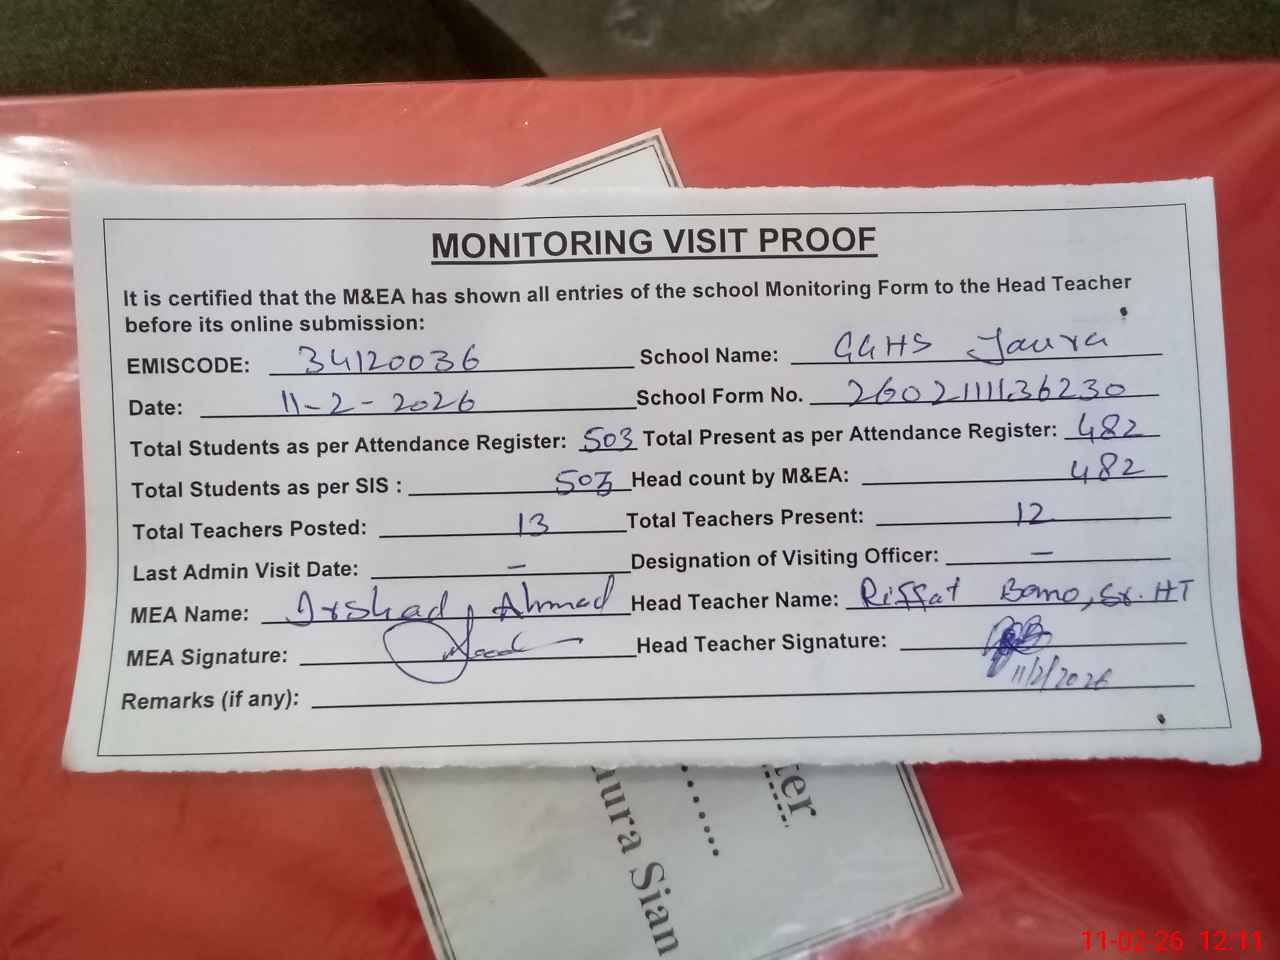 MONITORING VISIT PROOF
It is certified that the M&EA has shown all entries of the school Monitoring Form to the Head Teacher
before its online submission:
EMISCODE: 34120036 School Name: GGHS Jaura
Date: 11-2-2026 School Form No. 26021111136230
Total Students as per Attendance Register: 503 Total Present as per Attendance Register: 482
Total Students as per SIS : 503 Head count by M&EA: 482
Total Teachers Posted: 13 Total Teachers Present: 12
Last Admin Visit Date: – Designation of Visiting Officer: –
MEA Name: Irshad Ahmad Head Teacher Name: Riffat Bano, Sr. HT
MEA Signature: Head Teacher Signature:
11/2/2026
Remarks (if any):
ter
aura Sian
11-02-26 12:11